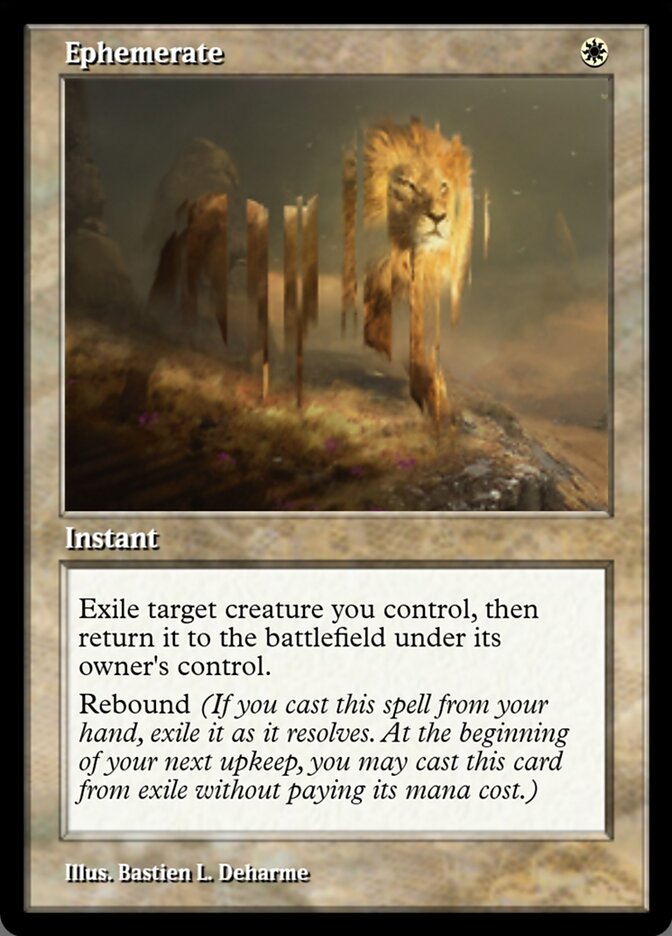 Ephemerate
Instant
Exile target creature you control, then
return it to the battlefield under its
owner's control.
Rebound (If you cast this spell from your
hand, exile it as it resolves. At the beginning
of your next upkeep, you may cast this card
from exile without paying its mana cost.)
Illus. Bastien L. Deharme